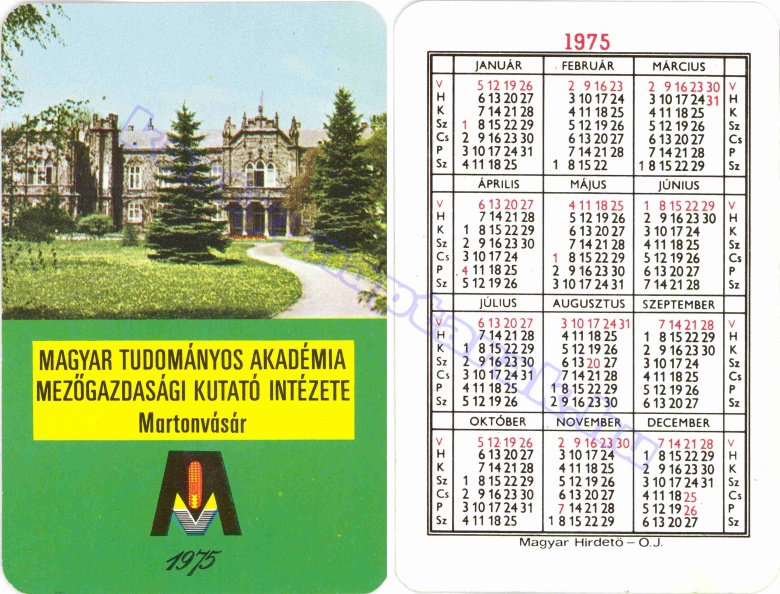 MAGYAR TUDOMÁNYOS AKADÉMIA
MEZŐGAZDASÁGI KUTATÓ INTÉZETE
Martonvásár
1975
1975
JANUÁR FEBRUÁR MÁRCIUS
V 5 12 19 26 2 9 16 23 2 9 16 23 30 V
H 6 13 20 27 3 10 17 24 3 10 17 24 31 H
K 7 14 21 28 4 11 18 25 4 11 18 25 K
Sz 1 8 15 22 29 5 12 19 26 5 12 19 26 Sz
Cs 2 9 16 23 30 6 13 20 27 6 13 20 27 Cs
P 3 10 17 24 31 7 14 21 28 7 14 21 28 P
Sz 4 11 18 25 1 8 15 22 1 8 15 22 29 Sz
ÁPRILIS MÁJUS JÚNIUS
V 6 13 20 27 4 11 18 25 1 8 15 22 29 V
H 7 14 21 28 5 12 19 26 2 9 16 23 30 H
K 1 8 15 22 29 6 13 20 27 3 10 17 24 K
Sz 2 9 16 23 30 7 14 21 28 4 11 18 25 Sz
Cs 3 10 17 24 1 8 15 22 29 5 12 19 26 Cs
P 4 11 18 25 2 9 16 23 30 6 13 20 27 P
Sz 5 12 19 26 3 10 17 24 31 7 14 21 28 Sz
JÚLIUS AUGUSZTUS SZEPTEMBER
V 6 13 20 27 3 10 17 24 31 7 14 21 28 V
H 7 14 21 28 4 11 18 25 1 8 15 22 29 H
K 1 8 15 22 29 5 12 19 26 2 9 16 23 30 K
Sz 2 9 16 23 30 6 13 20 27 3 10 17 24 Sz
Cs 3 10 17 24 31 7 14 21 28 4 11 18 25 Cs
P 4 11 18 25 1 8 15 22 29 5 12 19 26 P
Sz 5 12 19 26 2 9 16 23 30 6 13 20 27 Sz
OKTÓBER NOVEMBER DECEMBER
V 5 12 19 26 2 9 16 23 30 7 14 21 28 V
H 6 13 20 27 3 10 17 24 1 8 15 22 29 H
K 7 14 21 28 4 11 18 25 2 9 16 23 30 K
Sz 1 8 15 22 29 5 12 19 26 3 10 17 24 31 Sz
Cs 2 9 16 23 30 6 13 20 27 4 11 18 25 Cs
P 3 10 17 24 31 7 14 21 28 5 12 19 26 P
Sz 4 11 18 25 1 8 15 22 29 6 13 20 27 Sz
Magyar Hirdető – O.J.